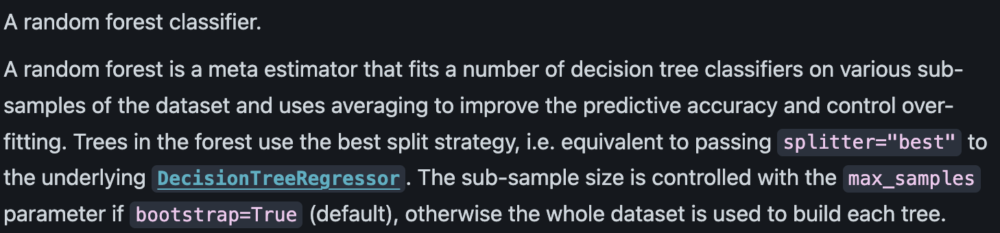 A random forest classifier.
A random forest is a meta estimator that fits a number of decision tree classifiers on various sub-
samples of the dataset and uses averaging to improve the predictive accuracy and control over-
fitting. Trees in the forest use the best split strategy, i.e. equivalent to passing splitter="best" to
the underlying DecisionTreeRegressor. The sub-sample size is controlled with the max_samples
parameter if bootstrap=True (default), otherwise the whole dataset is used to build each tree.